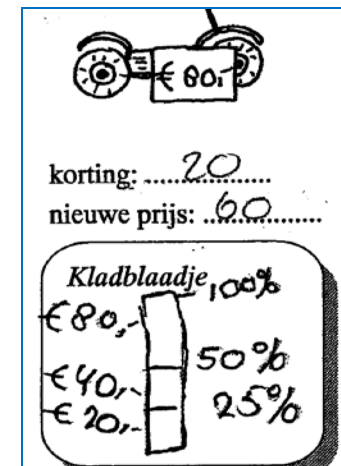 € 80,
korting: ...20...
nieuwe prijs: ...60...
Kladblaadje 100%
€80,-
50%
€40,-
25%
€20,-